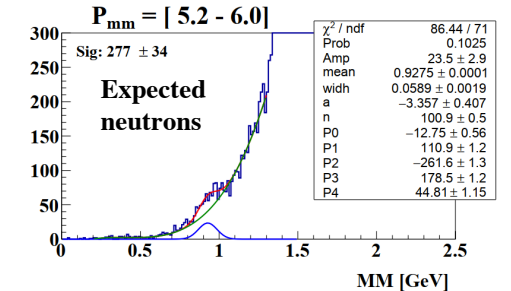 P_mm = [ 5.2 - 6.0]
Sig: 277 ± 34
Expected
neutrons
χ² / ndf 86.44 / 71
Prob 0.1025
Amp 23.5 ± 2.9
mean 0.9275 ± 0.0001
widh 0.0589 ± 0.0019
a −3.357 ± 0.407
n 100.9 ± 0.5
P0 −12.75 ± 0.56
P1 110.9 ± 1.2
P2 −261.6 ± 1.3
P3 178.5 ± 1.2
P4 44.81 ± 1.15
300
250
200
150
100
50
0
0 0.5 1 1.5 2 2.5
MM [GeV]